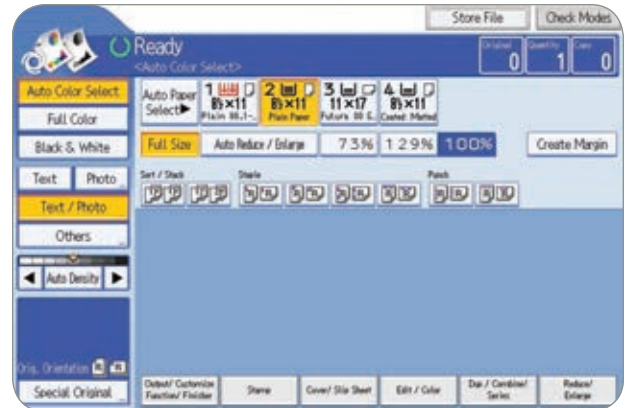 Store File Check Modes
Ready
<Auto Color Select>
Original Quantity Copy
0 1 0
Auto Color Select
Full Color
Black & White
Text Photo
Text / Photo
Others
Auto Density
Orig. Orientation
Special Original
Auto Paper Select▶
1 8½×11
2 8½×11 Plain Paper
3 11×17
4 8½×11
Full Size Auto Reduce / Enlarge 73% 129% 100% Create Margin
Sort / Stack Staple Punch
Output/ Customize Function/ Finisher
Stamp
Cover/ Slip Sheet
Edit / Color
Dup. / Combine/ Series
Reduce/ Enlarge